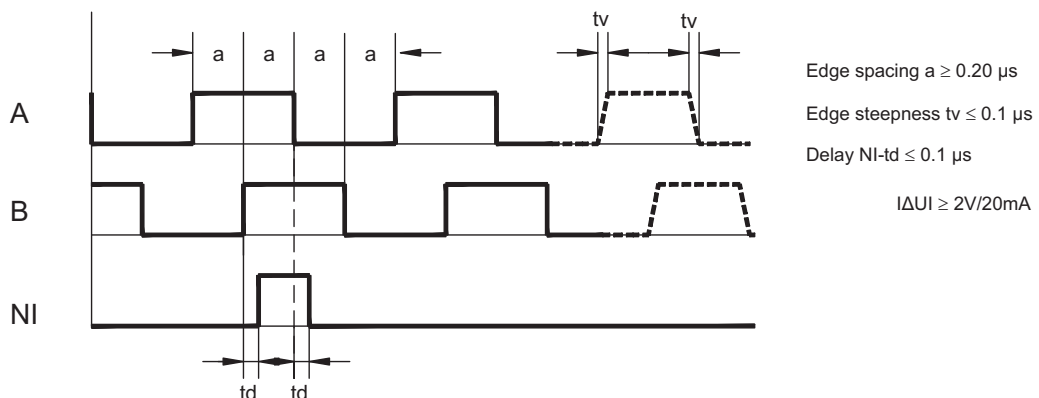 tv tv
a a a a
Edge spacing a ≥ 0.20 μs
A
Edge steepness tv ≤ 0.1 μs
Delay NI-td ≤ 0.1 μs
B
IΔUI ≥ 2V/20mA
NI
td td